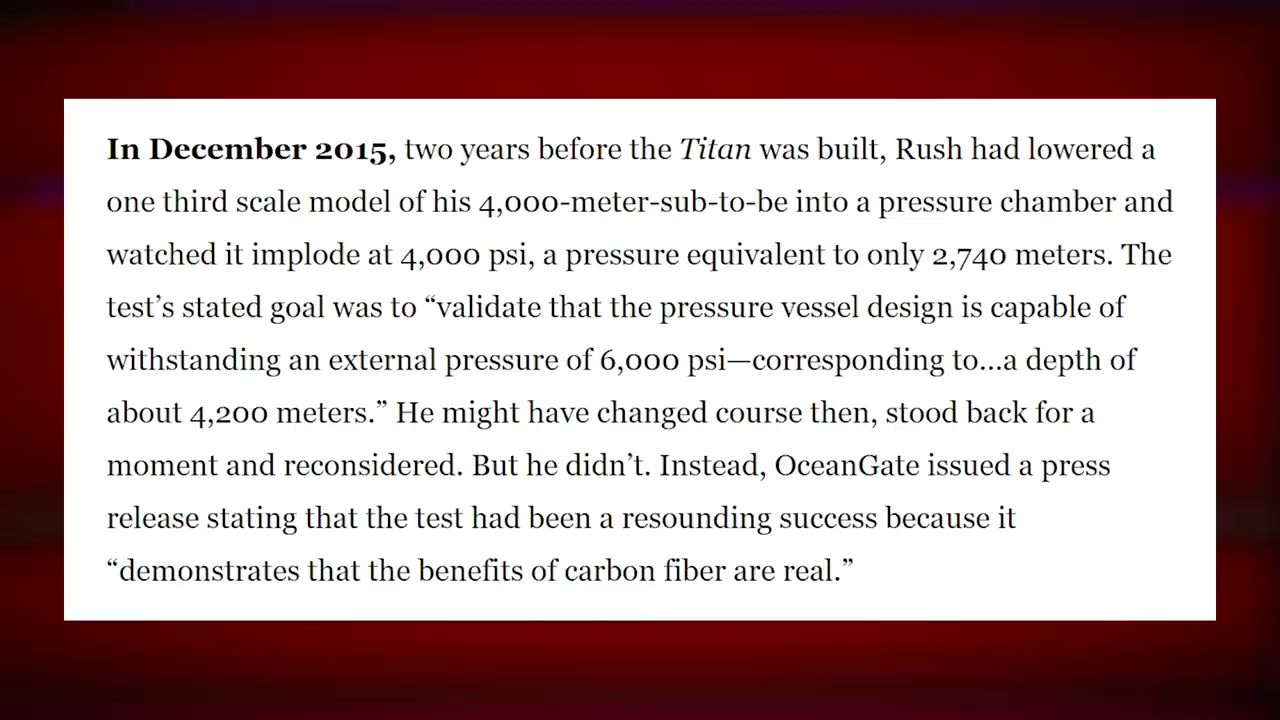 In December 2015, two years before the Titan was built, Rush had lowered a
one third scale model of his 4,000-meter-sub-to-be into a pressure chamber and
watched it implode at 4,000 psi, a pressure equivalent to only 2,740 meters. The
test’s stated goal was to “validate that the pressure vessel design is capable of
withstanding an external pressure of 6,000 psi—corresponding to…a depth of
about 4,200 meters.” He might have changed course then, stood back for a
moment and reconsidered. But he didn’t. Instead, OceanGate issued a press
release stating that the test had been a resounding success because it
“demonstrates that the benefits of carbon fiber are real.”